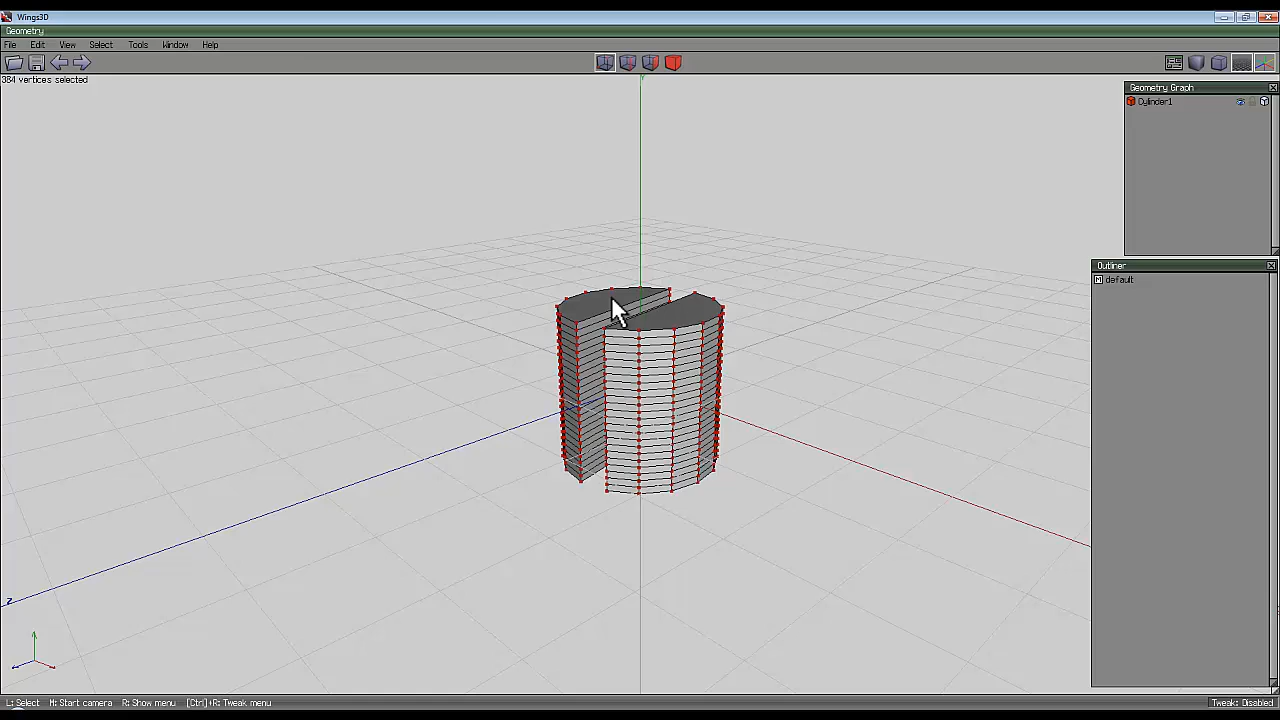 Wings3D
Geometry
File Edit View Select Tools Window Help
384 vertices selected
Geometry Graph
Cylinder1
Outliner
default
Y
Z
L: Select M: Start camera R: Show menu [Ctrl]+R: Tweak menu
Tweak: Disabled